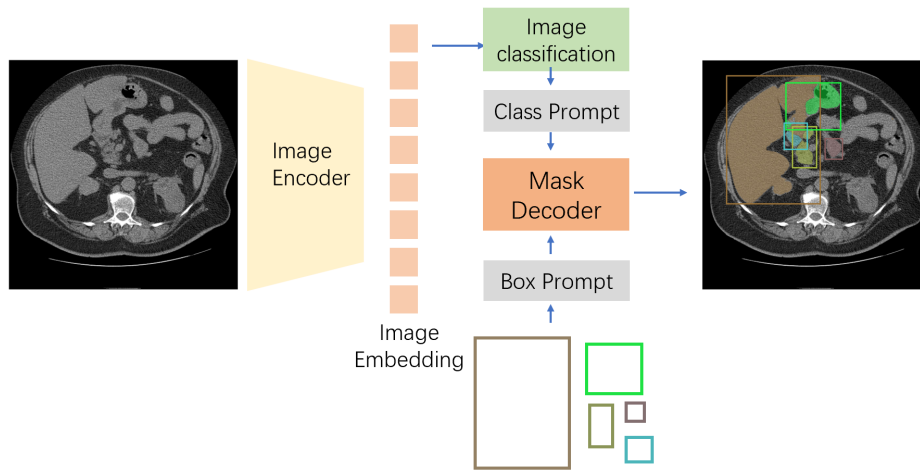 Image
classification
Class Prompt
Image
Encoder
Mask
Decoder
Box Prompt
Image
Embedding